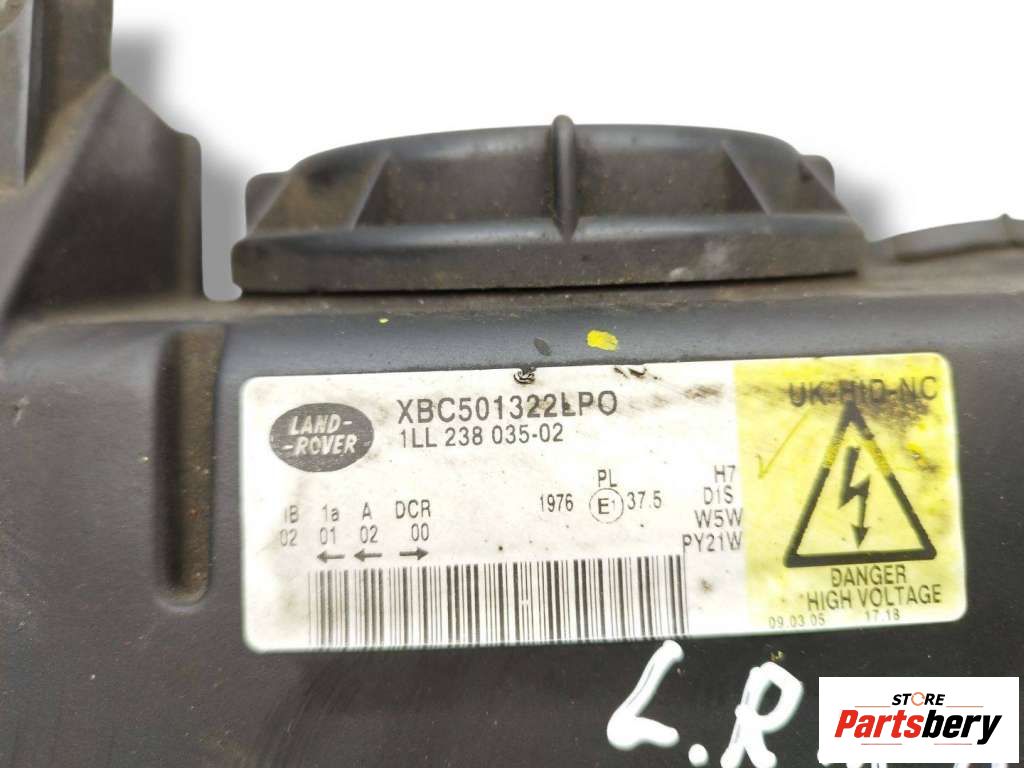 UK-HID-NC
LAND-
-ROVER
XBC501322LPO
1LL 238 035-02
IB 1a A DCR
02 01 02 00
PL
1976 E1 37.5
H7
D1S
W5W
PY21W
DANGER
HIGH VOLTAGE
09.03.05 17.18
L.R
STORE
Partsbery